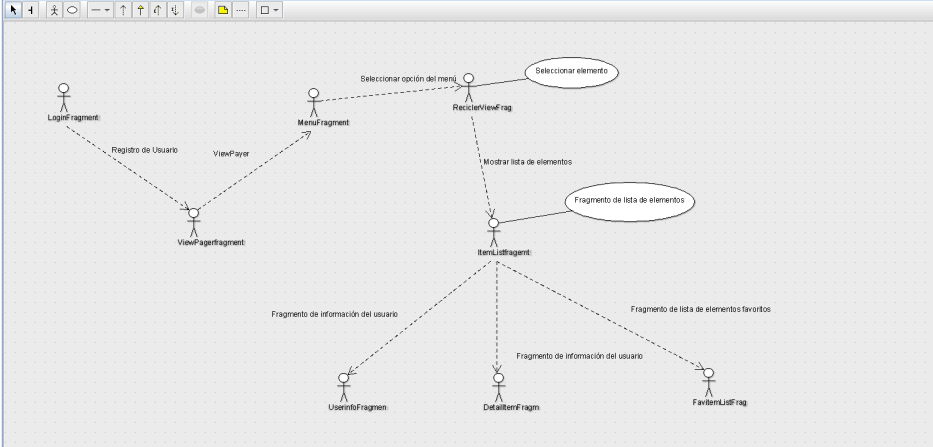 Seleccionar elemento
Seleccionar opción del menú
LoginFragment
MenuFragment
ReciclerViewFrag
Registro de Usuario
ViewPayer
Mostrar lista de elementos
Fragmento de lista de elementos
ViewPagerfragment
ItemListfragemt
Fragmento de información del usuario
Fragmento de lista de elementos favoritos
Fragmento de información del usuario
UserinfoFragmen
DetailItemFragm
FavitemListFrag